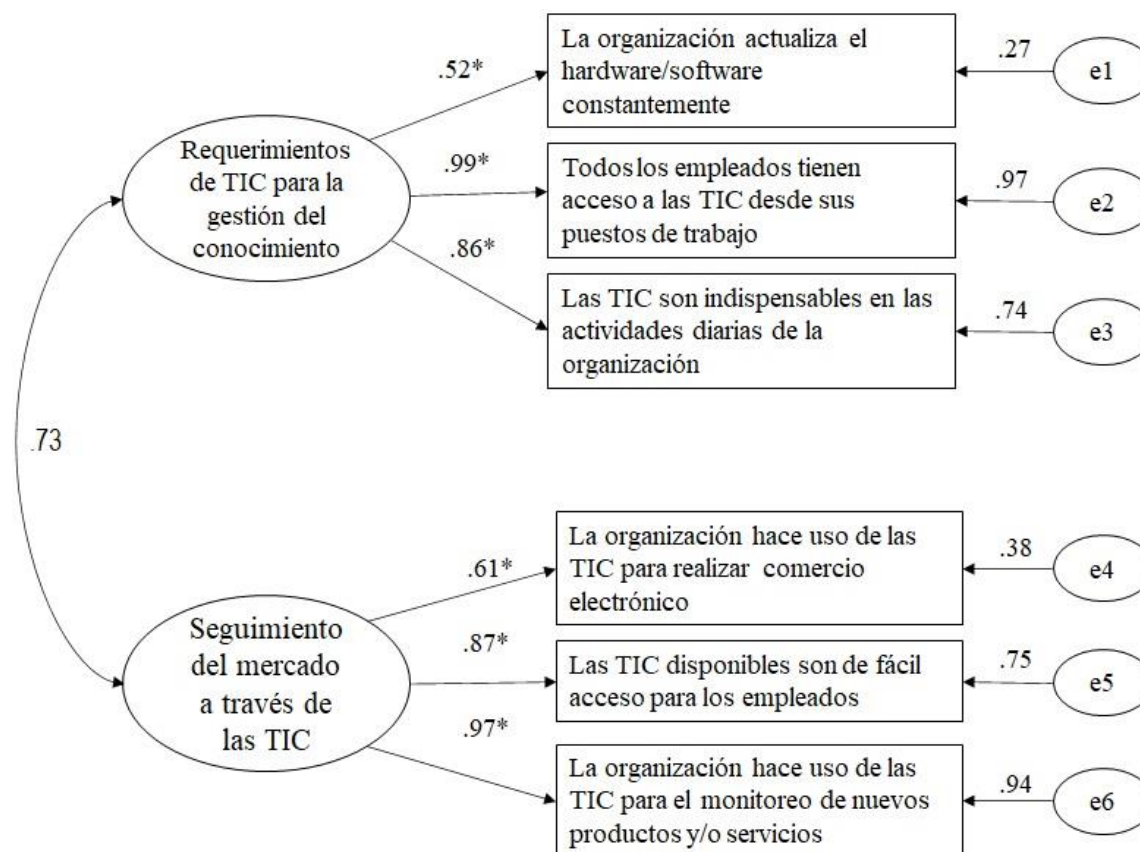 La organización actualiza el
hardware/software
constantemente
.52*
.27
e1
Requerimientos
de TIC para la
gestión del
conocimiento
.99*
Todos los empleados tienen
acceso a las TIC desde sus
puestos de trabajo
.97
e2
.86*
Las TIC son indispensables en las
actividades diarias de la
organización
.74
e3
.73
La organización hace uso de las
TIC para realizar comercio
electrónico
.61*
.38
e4
Seguimiento
del mercado
a través de
las TIC
.87*
Las TIC disponibles son de fácil
acceso para los empleados
.75
e5
.97*
La organización hace uso de las
TIC para el monitoreo de nuevos
productos y/o servicios
.94
e6